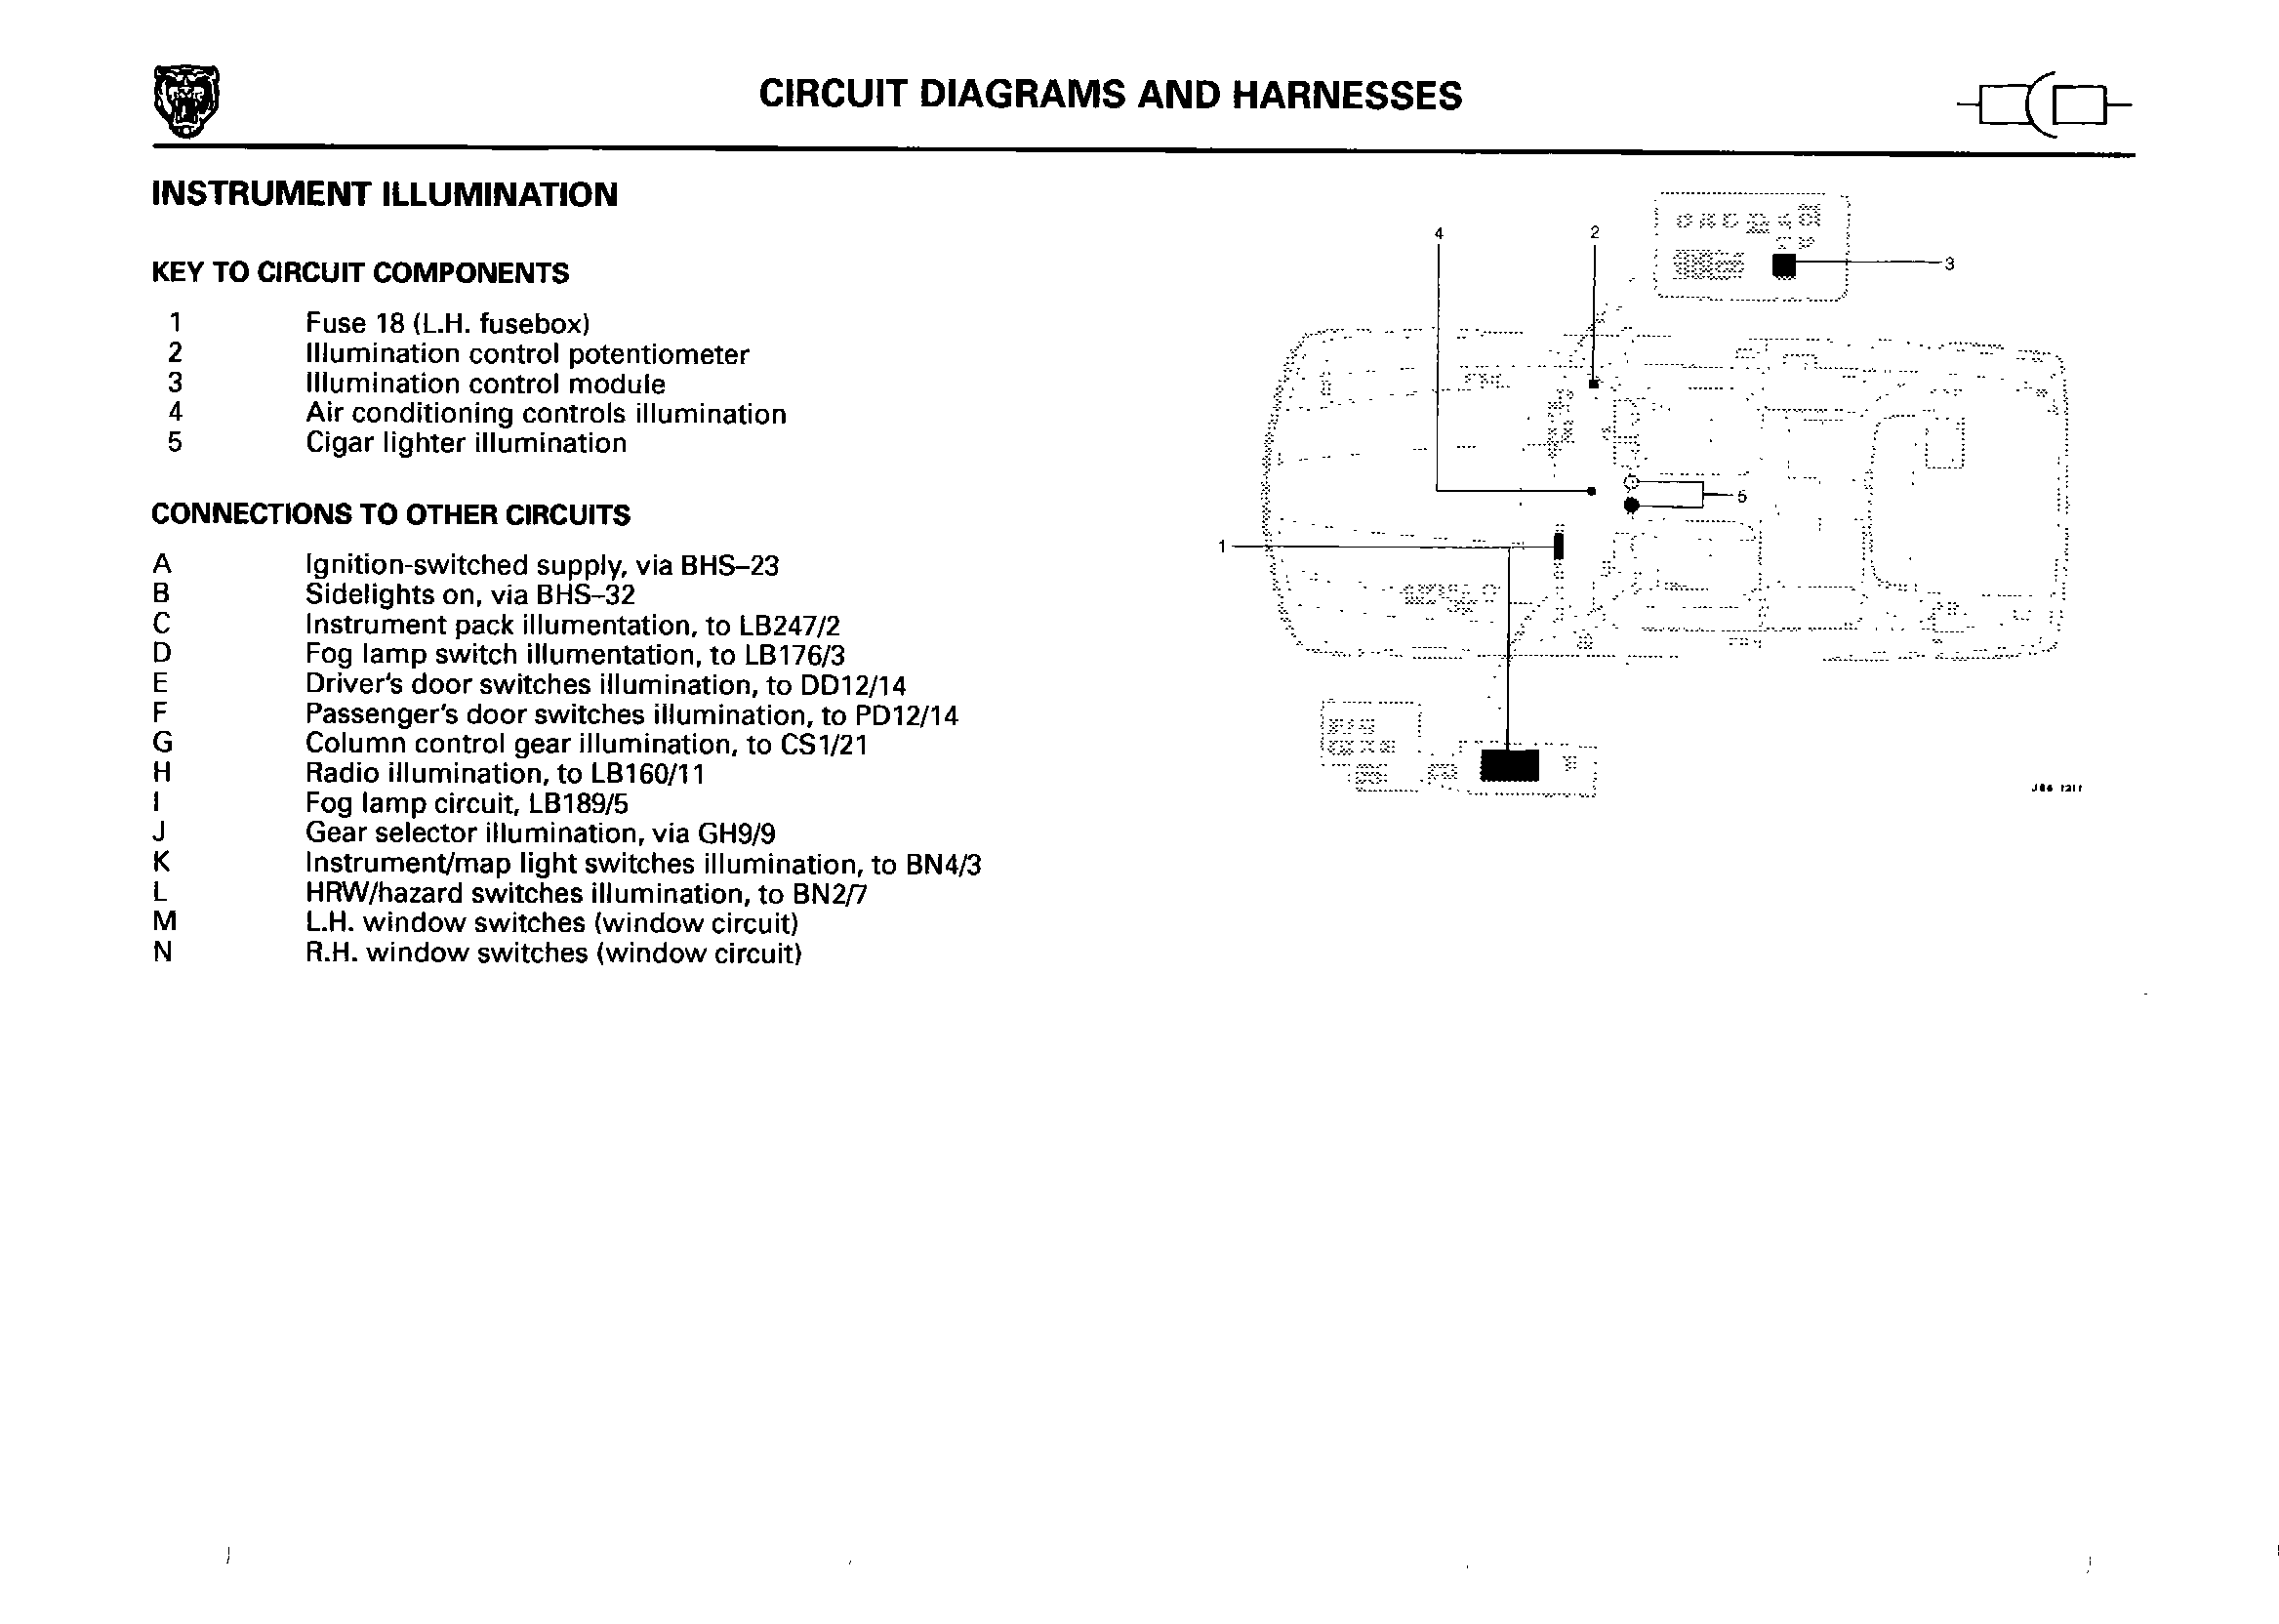 CIRCUIT DIAGRAMS AND HARNESSES
INSTRUMENT ILLUMINATION
KEY TO CIRCUIT COMPONENTS
1 Fuse 18 (L.H. fusebox)
2 Illumination control potentiometer
3 Illumination control module
4 Air conditioning controls illumination
5 Cigar lighter illumination
CONNECTIONS TO OTHER CIRCUITS
A Ignition-switched supply, via BHS–23
B Sidelights on, via BHS–32
C Instrument pack illumentation, to LB247/2
D Fog lamp switch illumentation, to LB176/3
E Driver's door switches illumination, to DD12/14
F Passenger's door switches illumination, to PD12/14
G Column control gear illumination, to CS1/21
H Radio illumination, to LB160/11
I Fog lamp circuit, LB189/5
J Gear selector illumination, via GH9/9
K Instrument/map light switches illumination, to BN4/3
L HRW/hazard switches illumination, to BN2/7
M L.H. window switches (window circuit)
N R.H. window switches (window circuit)
4
2
3
5
1